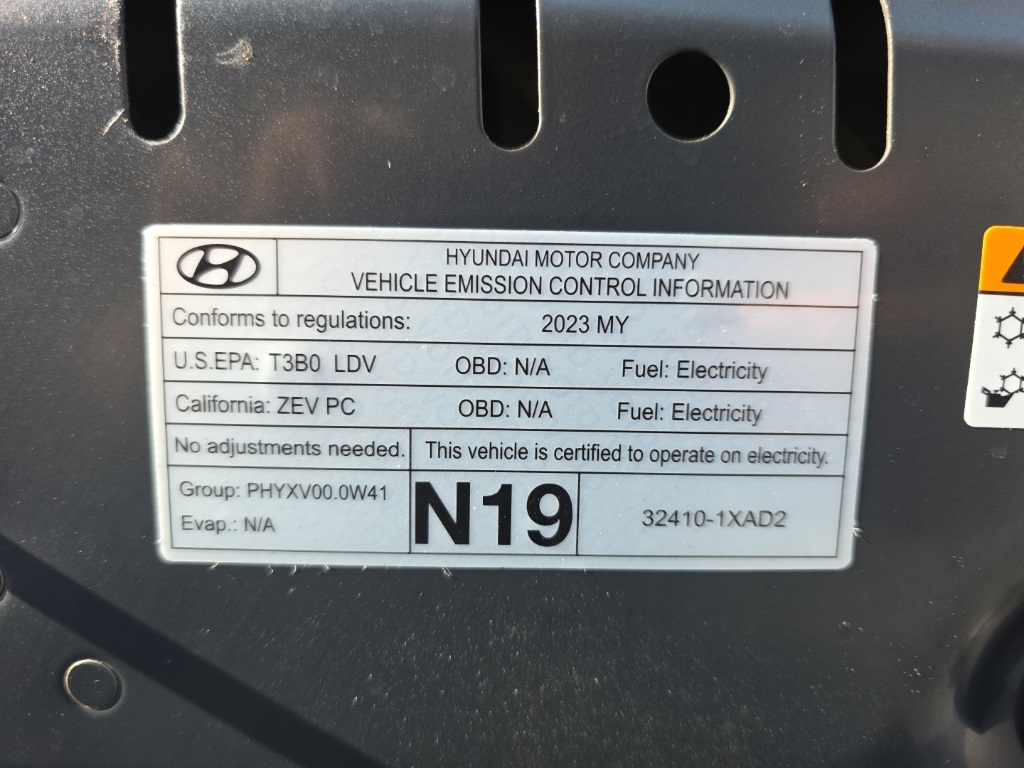 HYUNDAI MOTOR COMPANY
VEHICLE EMISSION CONTROL INFORMATION
Conforms to regulations: 2023 MY
U.S.EPA: T3B0 LDV OBD: N/A Fuel: Electricity
California: ZEV PC OBD: N/A Fuel: Electricity
No adjustments needed. This vehicle is certified to operate on electricity.
Group: PHYXV00.0W41
Evap.: N/A
N19
32410-1XAD2